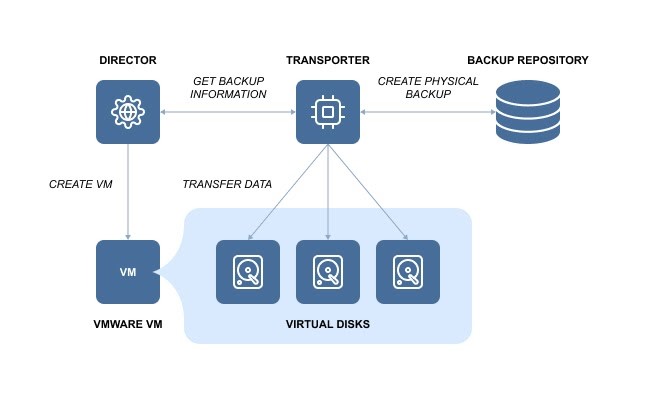 DIRECTOR
TRANSPORTER
BACKUP REPOSITORY
GET BACKUP
INFORMATION
CREATE PHYSICAL
BACKUP
CREATE VM
TRANSFER DATA
VM
VMWARE VM
VIRTUAL DISKS